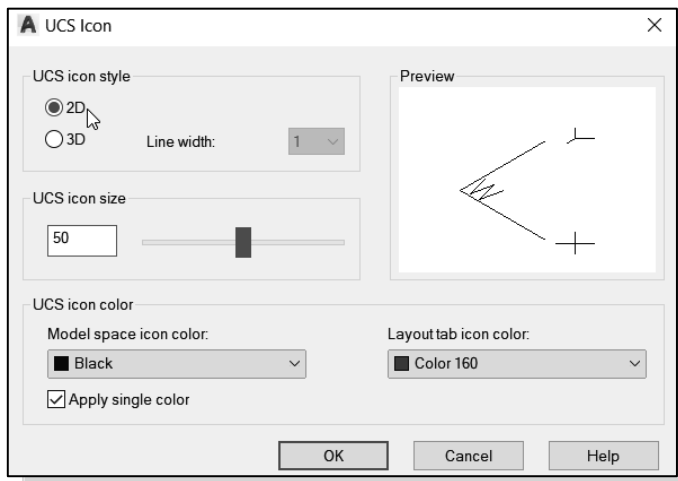 UCS Icon
UCS icon style
2D
3D
Line width:
1
Preview
UCS icon size
50
UCS icon color
Model space icon color:
Black
Apply single color
Layout tab icon color:
Color 160
OK
Cancel
Help